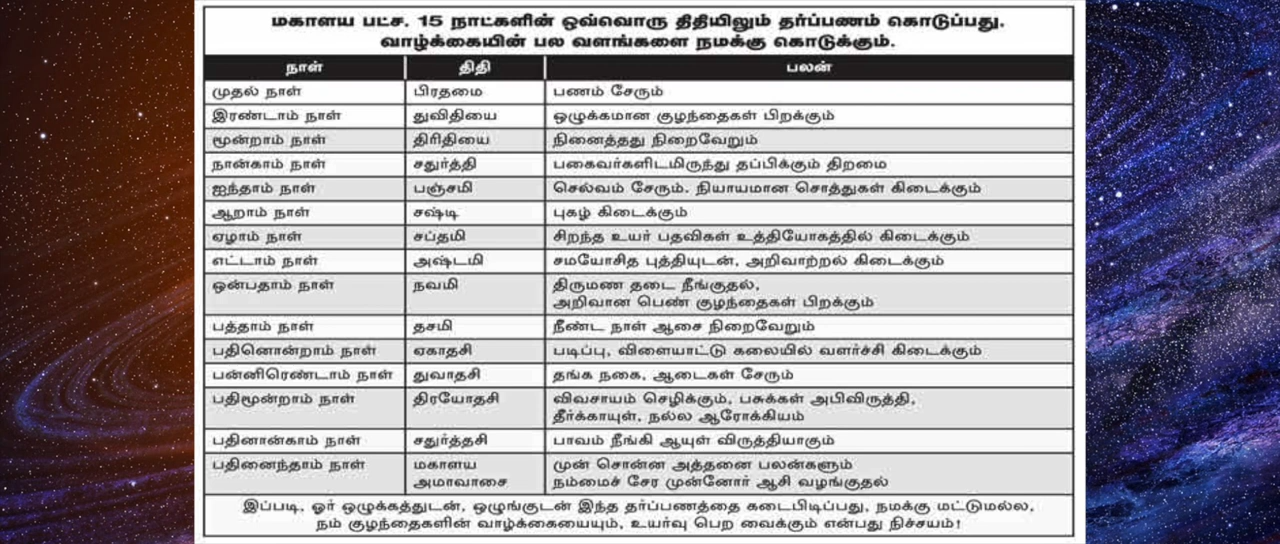 மகாளய பட்ச. 15 நாட்களின் ஒவ்வொரு திதியிலும் தர்ப்பணம் கொடுப்பது.
வாழ்க்கையின் பல வளங்களை நமக்கு கொடுக்கும்.
நாள் திதி பலன்
முதல் நாள் பிரதமை பணம் சேரும்
இரண்டாம் நாள் துவிதியை ஒழுக்கமான குழந்தைகள் பிறக்கும்
மூன்றாம் நாள் திரிதியை நினைத்தது நிறைவேறும்
நான்காம் நாள் சதுர்த்தி பகைவர்களிடமிருந்து தப்பிக்கும் திறமை
ஐந்தாம் நாள் பஞ்சமி செல்வம் சேரும். நியாயமான சொத்துகள் கிடைக்கும்
ஆறாம் நாள் சஷ்டி புகழ் கிடைக்கும்
ஏழாம் நாள் சப்தமி சிறந்த உயர் பதவிகள் உத்தியோகத்தில் கிடைக்கும்
எட்டாம் நாள் அஷ்டமி சமயோசித புத்தியுடன், அறிவாற்றல் கிடைக்கும்
ஒன்பதாம் நாள் நவமி திருமண தடை நீங்குதல்,
அறிவான பெண் குழந்தைகள் பிறக்கும்
பத்தாம் நாள் தசமி நீண்ட நாள் ஆசை நிறைவேறும்
பதினொன்றாம் நாள் ஏகாதசி படிப்பு, விளையாட்டு கலையில் வளர்ச்சி கிடைக்கும்
பன்னிரெண்டாம் நாள் துவாதசி தங்க நகை, ஆடைகள் சேரும்
பதிமூன்றாம் நாள் திரயோதசி விவசாயம் செழிக்கும், பசுக்கள் அபிவிருத்தி,
தீர்க்காயுள், நல்ல ஆரோக்கியம்
பதினான்காம் நாள் சதுர்த்தசி பாவம் நீங்கி ஆயுள் விருத்தியாகும்
பதினைந்தாம் நாள் மகாளய முன் சொன்ன அத்தனை பலன்களும்
அமாவாசை நம்மைச் சேர முன்னோர் ஆசி வழங்குதல்
இப்படி, ஓர் ஒழுக்கத்துடன், ஒழுங்குடன் இந்த தர்ப்பணத்தை கடைபிடிப்பது, நமக்கு மட்டுமல்ல,
நம் குழந்தைகளின் வாழ்க்கையையும், உயர்வு பெற வைக்கும் என்பது நிச்சயம்!